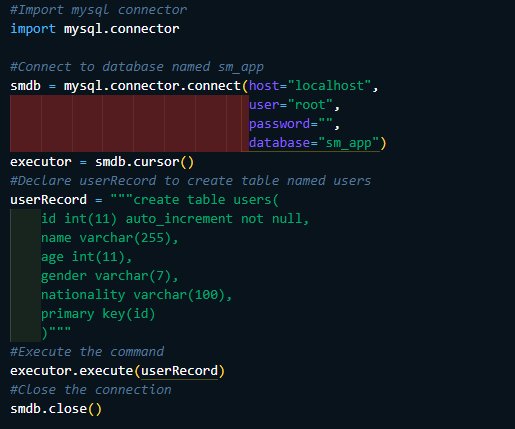 #Import mysql connector
import mysql.connector

#Connect to database named sm_app
smdb = mysql.connector.connect(host="localhost",
                               user="root",
                               password="",
                               database="sm_app")
executor = smdb.cursor()
#Declare userRecord to create table named users
userRecord = """create table users(
    id int(11) auto_increment not null,
    name varchar(255),
    age int(11),
    gender varchar(7),
    nationality varchar(100),
    primary key(id)
    )"""
#Execute the command
executor.execute(userRecord)
#Close the connection
smdb.close()